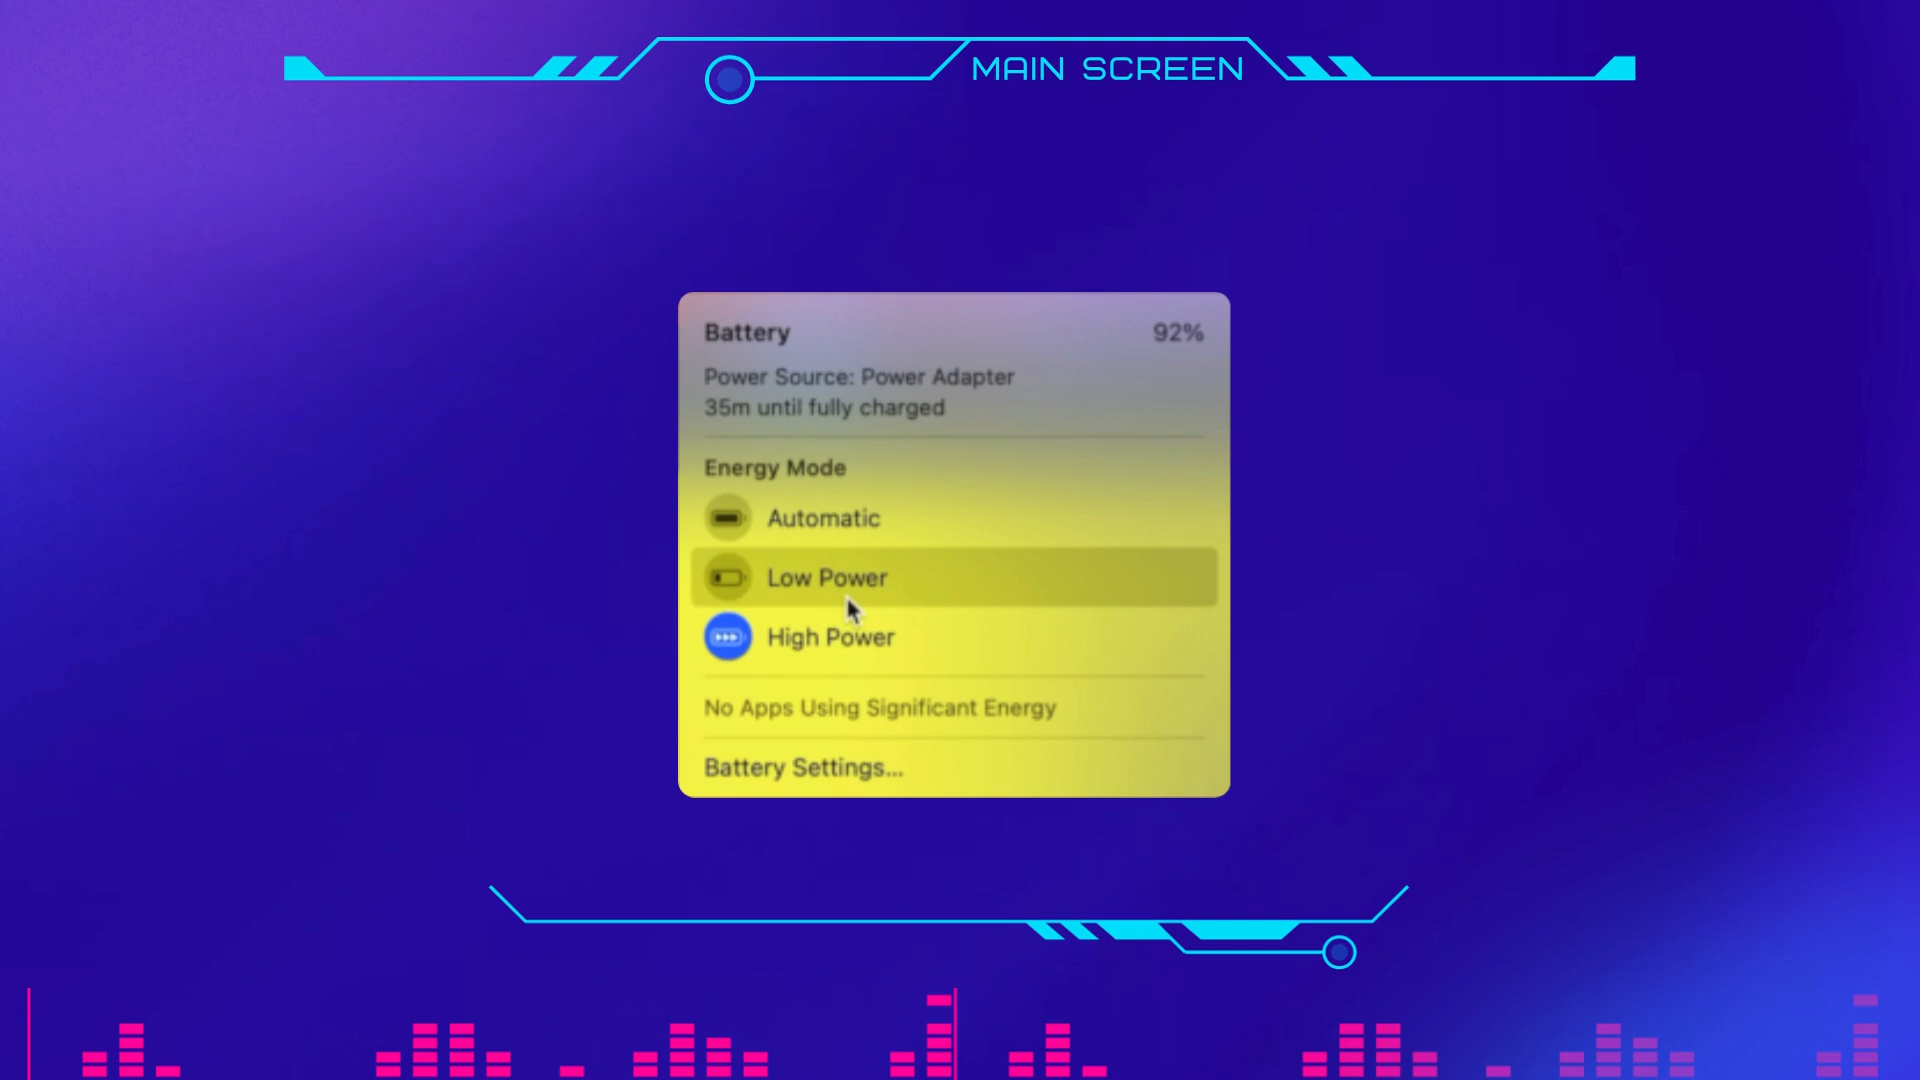 MAIN SCREEN
Battery 92%
Power Source: Power Adapter
35m until fully charged
Energy Mode
Automatic
Low Power
High Power
No Apps Using Significant Energy
Battery Settings...